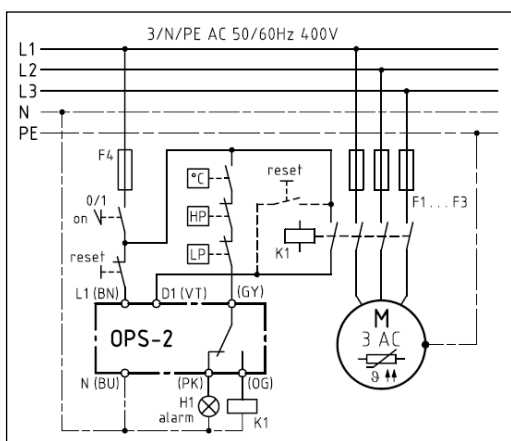 3/N/PE AC 50/60Hz 400V
L1
L2
L3
N
PE
F4
°C
reset
0/1
on
HP
F1...F3
reset
LP
K1
L1 (BN)
D1 (VT)
(GY)
M
3 AC
ϑ
OPS-2
N (BU)
(PK)
(OG)
H1
alarm
K1